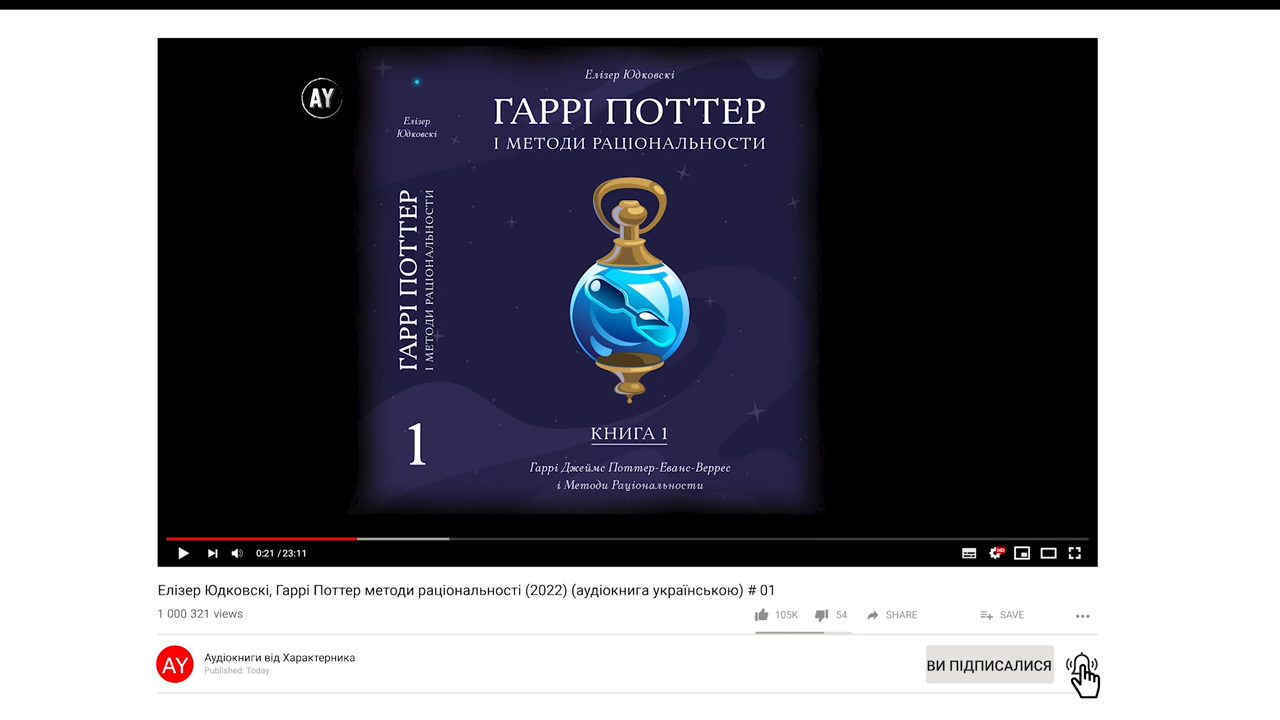 AY
Елізер Юдковскі
ГАРРІ ПОТТЕР
І МЕТОДИ РАЦІОНАЛЬНОСТИ
Елізер
Юдковскі
ГАРРІ ПОТТЕР
І МЕТОДИ РАЦІОНАЛЬНОСТИ
1
КНИГА 1
Гаррі Джеймс Поттер-Еванс-Веррес
і Методи Раціональности
0:21 / 23:11
HD
Елізер Юдковскі, Гаррі Поттер методи раціональності (2022) (аудіокнига українською) # 01
1 000 321 views
105K
54
SHARE
SAVE
AY
Аудіокниги від Характерника
Published: Today
ВИ ПІДПИСАЛИСЯ